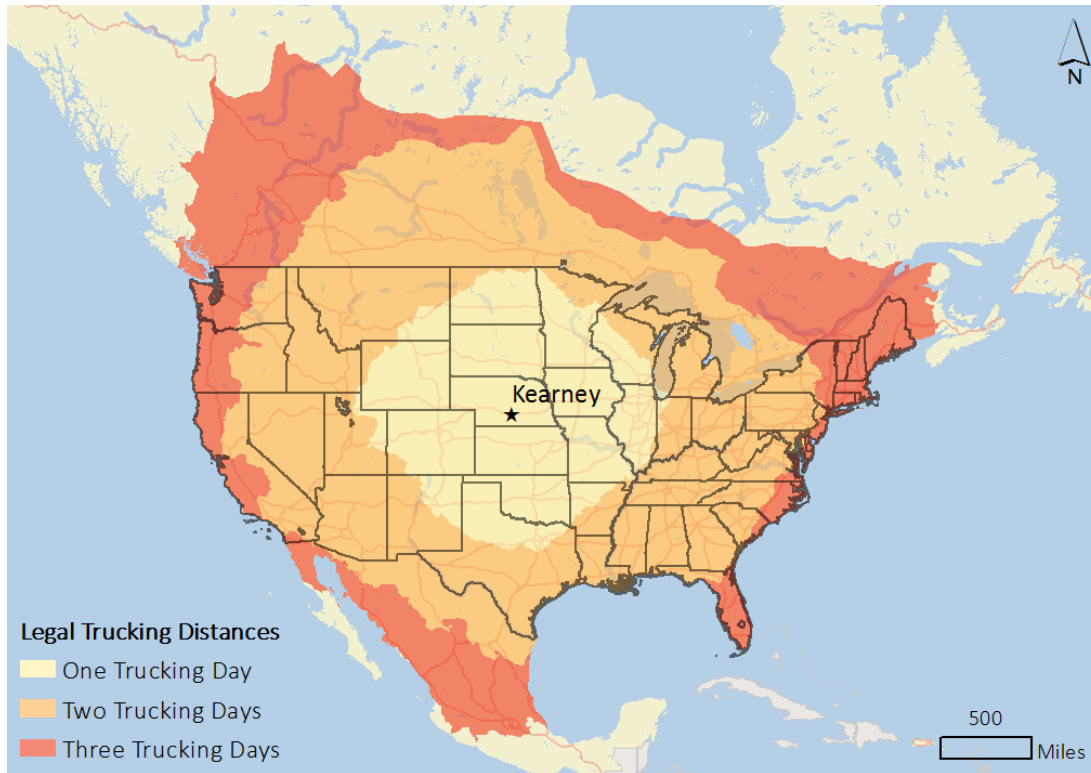 N
Kearney
Legal Trucking Distances
One Trucking Day
Two Trucking Days
Three Trucking Days
500
Miles